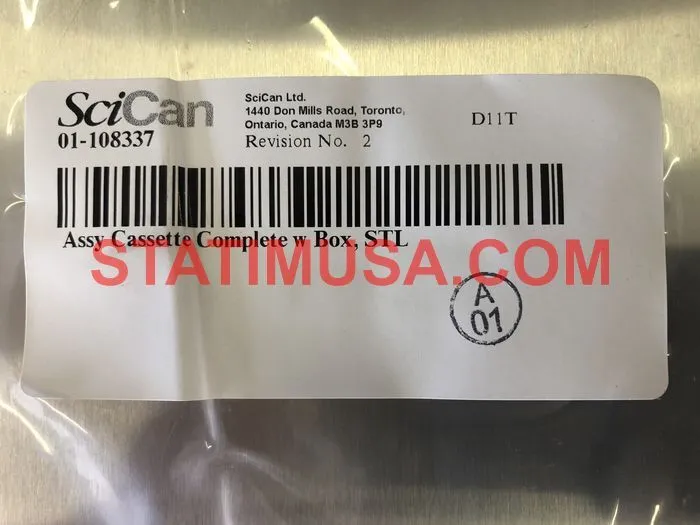 SciCan
01-108337
SciCan Ltd.
1440 Don Mills Road, Toronto,
Ontario, Canada M3B 3P9
Revision No. 2
D11T
Assy Cassette Complete w Box, STL
STATIMUSA.COM
A
01